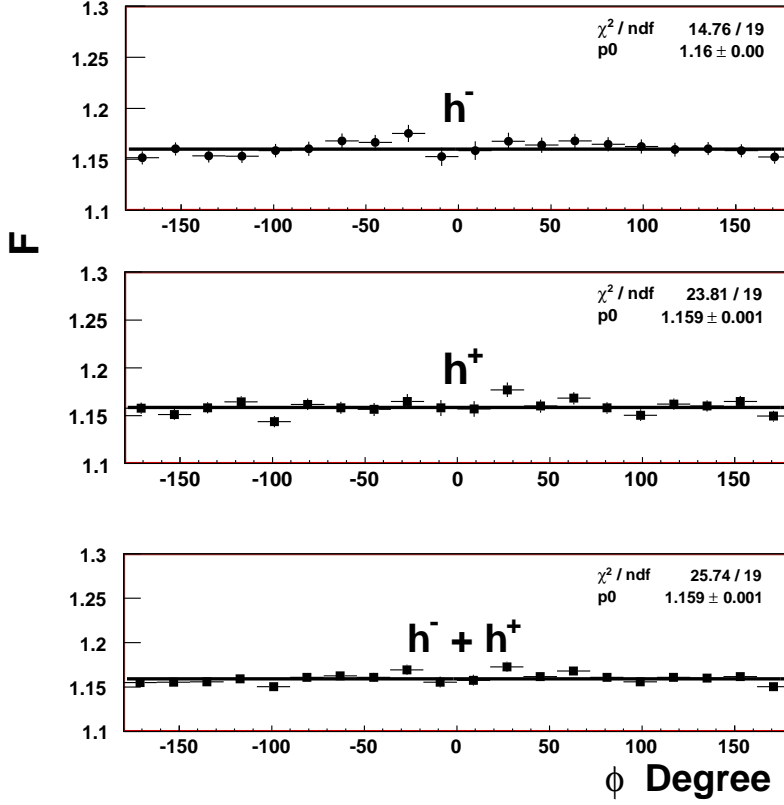 1.3
χ² / ndf 14.76 / 19
p0 1.16 ± 0.00
1.25
1.2
h⁻
1.15
1.1
-150 -100 -50 0 50 100 150
F
1.3
χ² / ndf 23.81 / 19
p0 1.159 ± 0.001
1.25
1.2
h⁺
1.15
1.1
-150 -100 -50 0 50 100 150
1.3
χ² / ndf 25.74 / 19
p0 1.159 ± 0.001
1.25
1.2
h⁻ + h⁺
1.15
1.1
-150 -100 -50 0 50 100 150
ϕ Degree